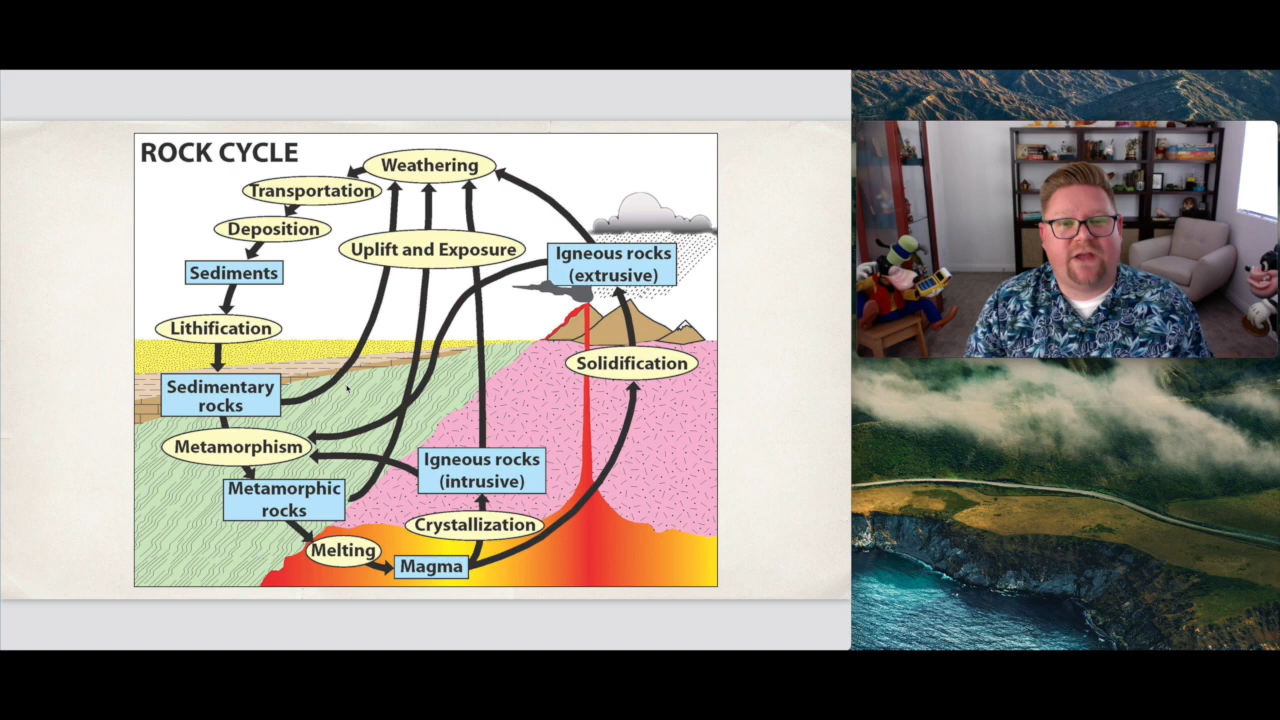 ROCK CYCLE
Weathering
Transportation
Deposition
Uplift and Exposure
Sediments
Igneous rocks
(extrusive)
Lithification
Solidification
Sedimentary
rocks
Metamorphism
Igneous rocks
(intrusive)
Metamorphic
rocks
Crystallization
Melting
Magma